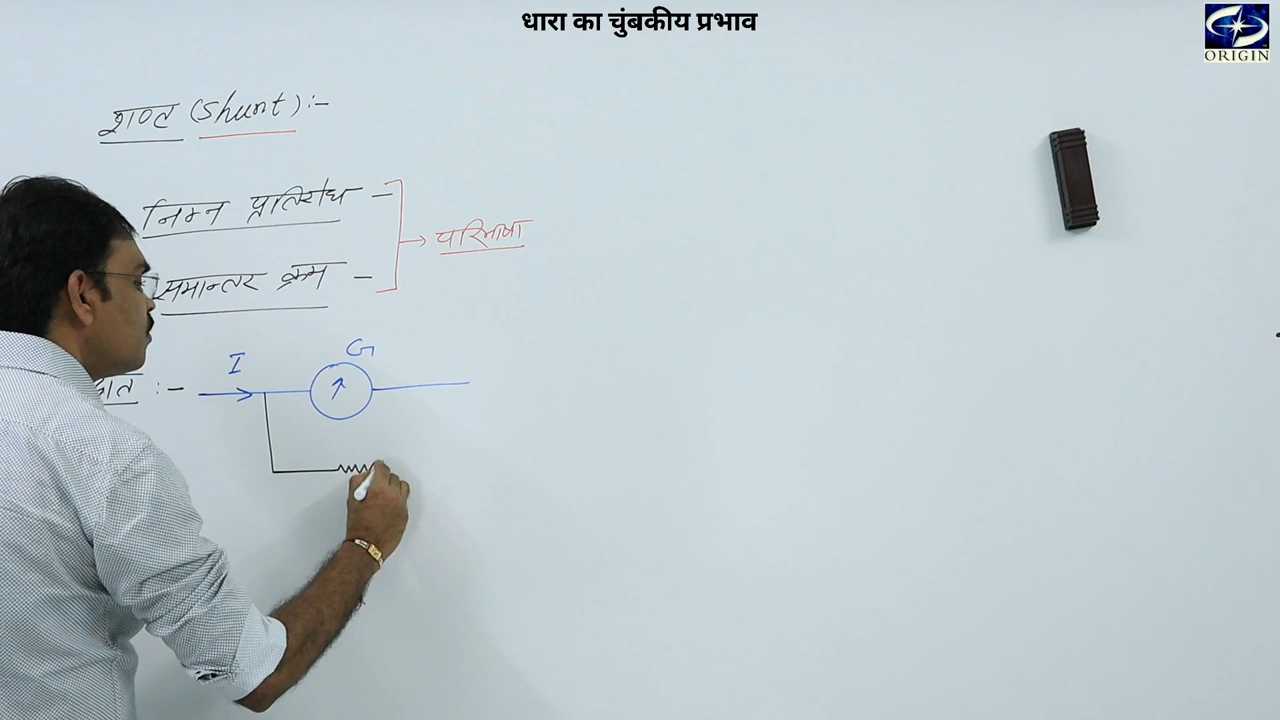 धारा का चुंबकीय प्रभाव
ORIGIN
शण्ट (Shunt) :-
निम्न प्रतिरोध -
समान्तर क्रम -
→ परिभाषा
I
G
:-